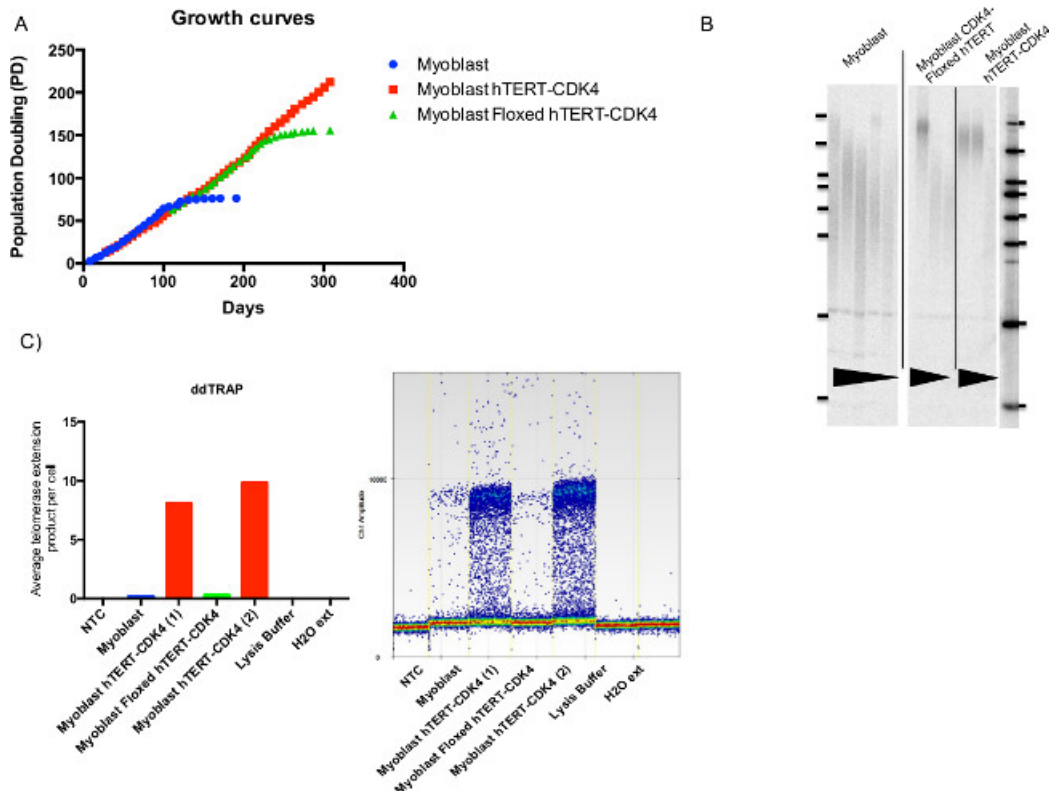 A
Growth curves
Population Doubling (PD)
250
200
150
100
50
0
0
100
200
300
400
Days
Myoblast
Myoblast hTERT-CDK4
Myoblast Floxed hTERT-CDK4
B
Myoblast
Myoblast CDK4-
Floxed hTERT
Myoblast
hTERT-CDK4
C)
ddTRAP
Average telomerase extension
product per cell
15
10
5
0
NTC
Myoblast
Myoblast hTERT-CDK4 (1)
Myoblast Floxed hTERT-CDK4
Myoblast hTERT-CDK4 (2)
Lysis Buffer
H2O ext
Amplitude
0
NTC
Myoblast
Myoblast hTERT-CDK4 (1)
Myoblast Floxed hTERT-CDK4
Myoblast hTERT-CDK4 (2)
Lysis Buffer
H2O ext